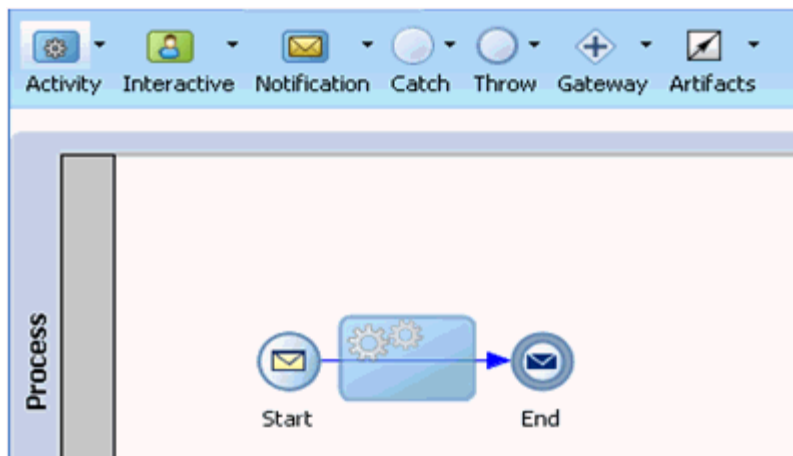 Activity Interactive Notification Catch Throw Gateway Artifacts
Process
Start End